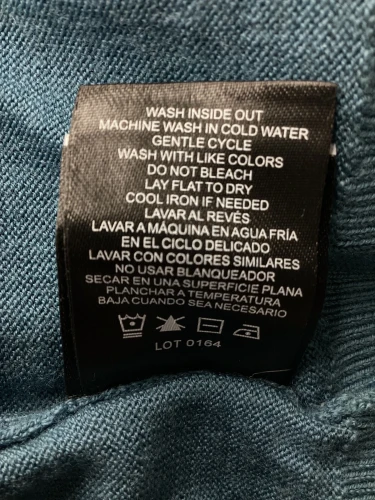 WASH INSIDE OUT
MACHINE WASH IN COLD WATER
GENTLE CYCLE
WASH WITH LIKE COLORS
DO NOT BLEACH
LAY FLAT TO DRY
COOL IRON IF NEEDED
LAVAR AL REVÉS
LAVAR A MÁQUINA EN AGUA FRÍA
EN EL CICLO DELICADO
LAVAR CON COLORES SIMILARES
NO USAR BLANQUEADOR
SECAR EN UNA SUPERFICIE PLANA
PLANCHAR A TEMPERATURA
BAJA CUANDO SEA NECESARIO
LOT 0164